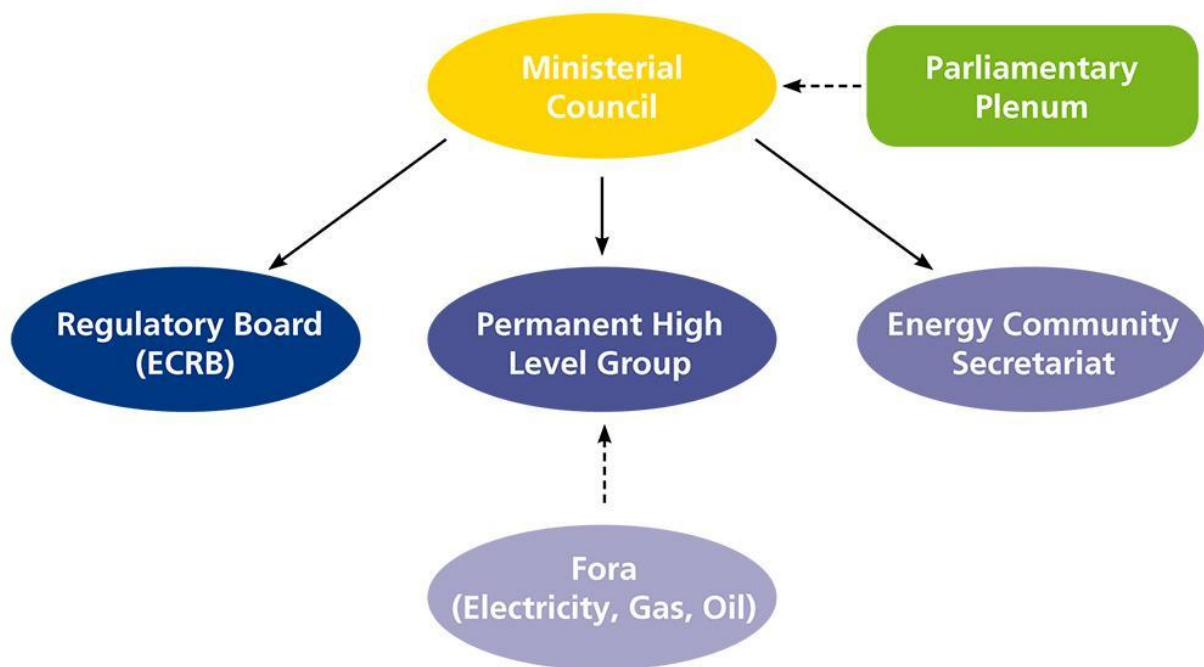 Ministerial
Council
Parliamentary
Plenum
Regulatory Board
(ECRB)
Permanent High
Level Group
Energy Community
Secretariat
Fora
(Electricity, Gas, Oil)